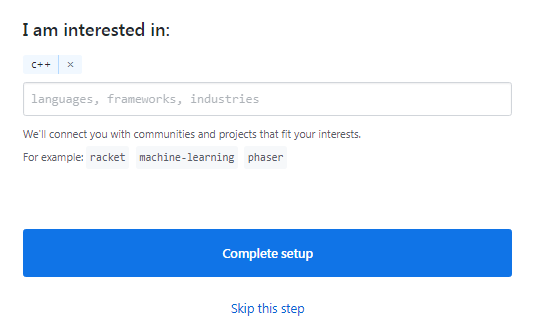 I am interested in:
c++ ×
languages, frameworks, industries
We'll connect you with communities and projects that fit your interests.
For example: racket machine-learning phaser
Complete setup
Skip this step